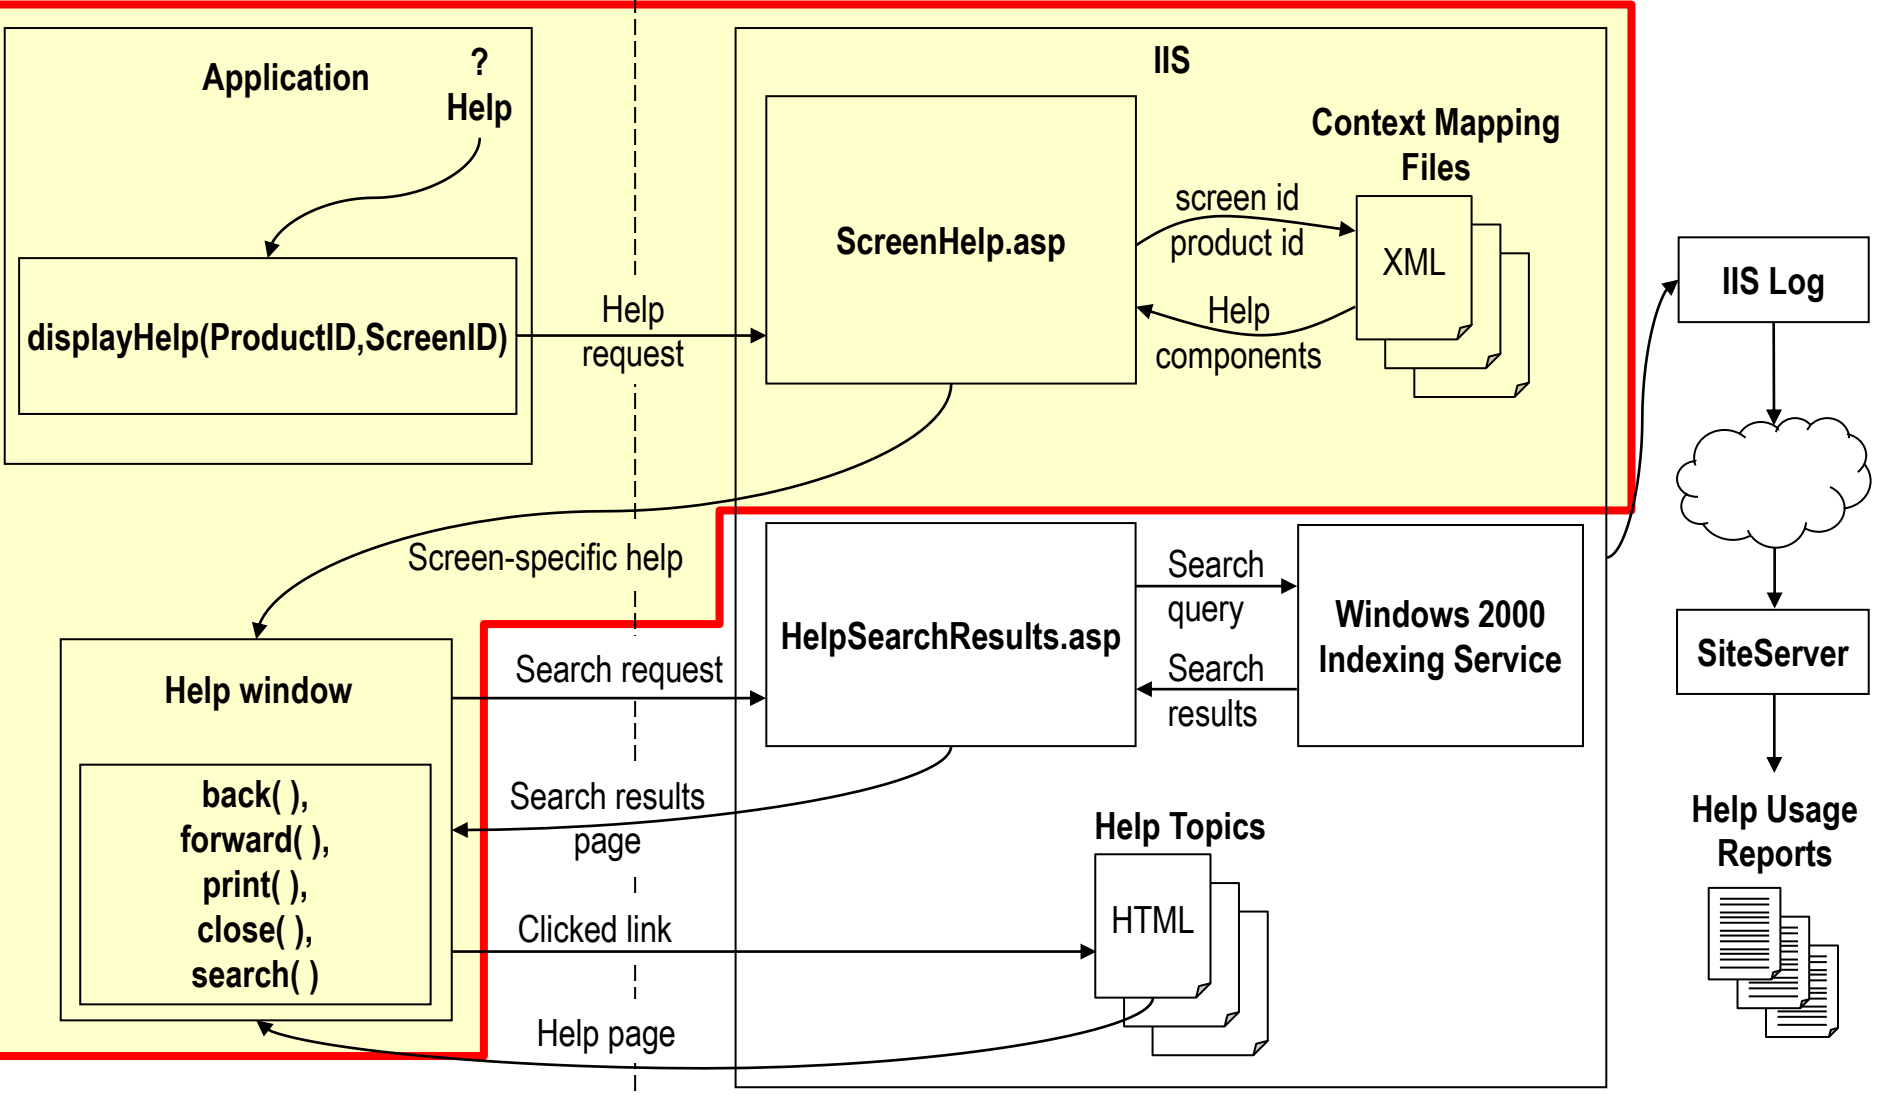 Application
?
Help
displayHelp(ProductID,ScreenID)
Help
request
IIS
ScreenHelp.asp
Context Mapping
Files
screen id
product id
XML
Help
components
IIS Log
Screen-specific help
Help window
back( ),
forward( ),
print( ),
close( ),
search( )
Search request
HelpSearchResults.asp
Search
query
Search
results
Windows 2000
Indexing Service
Search results
page
Clicked link
Help Topics
HTML
Help page
SiteServer
Help Usage
Reports